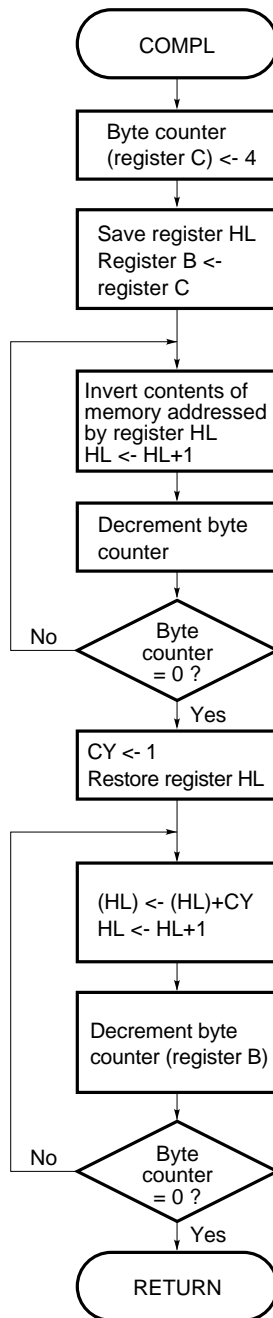 COMPL
Byte counter
(register C) <- 4
Save register HL
Register B <-
register C
Invert contents of
memory addressed
by register HL
HL <- HL+1
Decrement byte
counter
No
Byte
counter
= 0 ?
Yes
CY <- 1
Restore register HL
(HL) <- (HL)+CY
HL <- HL+1
Decrement byte
counter (register B)
No
Byte
counter
= 0 ?
Yes
RETURN